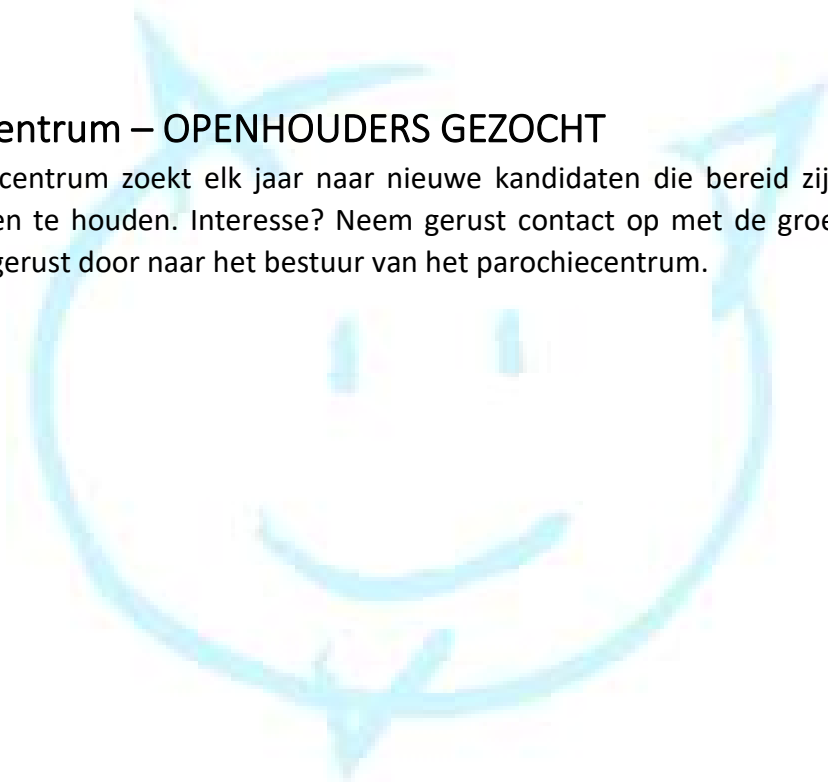 entrum – OPENHOUDERS GEZOCHT
centrum zoekt elk jaar naar nieuwe kandidaten die bereid zij
en te houden. Interesse? Neem gerust contact op met de groe
gerust door naar het bestuur van het parochiecentrum.